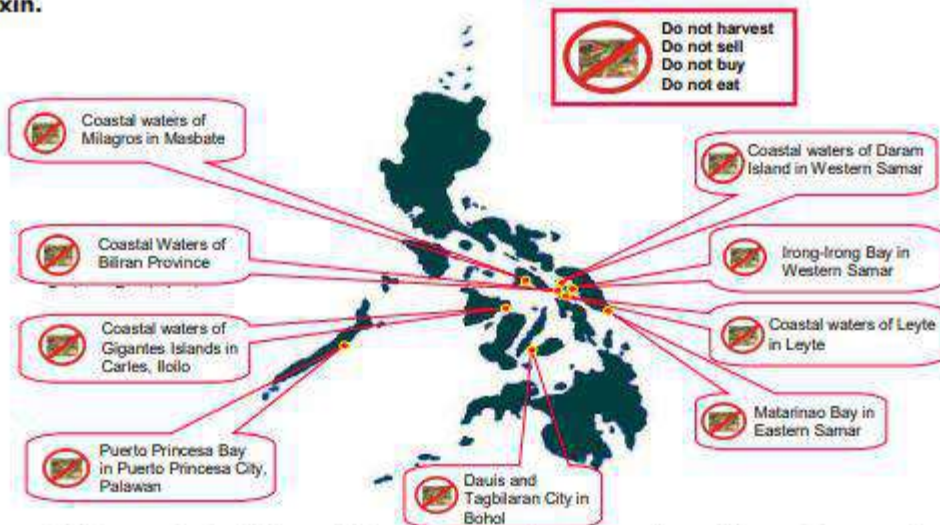 xin.
Do not harvest
Do not sell
Do not buy
Do not eat
Coastal waters of
Milagros in Masbate
Coastal waters of Daram
Island in Western Samar
Coastal Waters of
Biliran Province
Irong-Irong Bay in
Western Samar
Coastal waters of
Gigantes Islands in
Carles, Iloilo
Coastal waters of Leyte
in Leyte
Matarinao Bay in
Eastern Samar
Puerto Princesa Bay
in Puerto Princesa City,
Palawan
Dauis and
Tagbilaran City in
Bohol